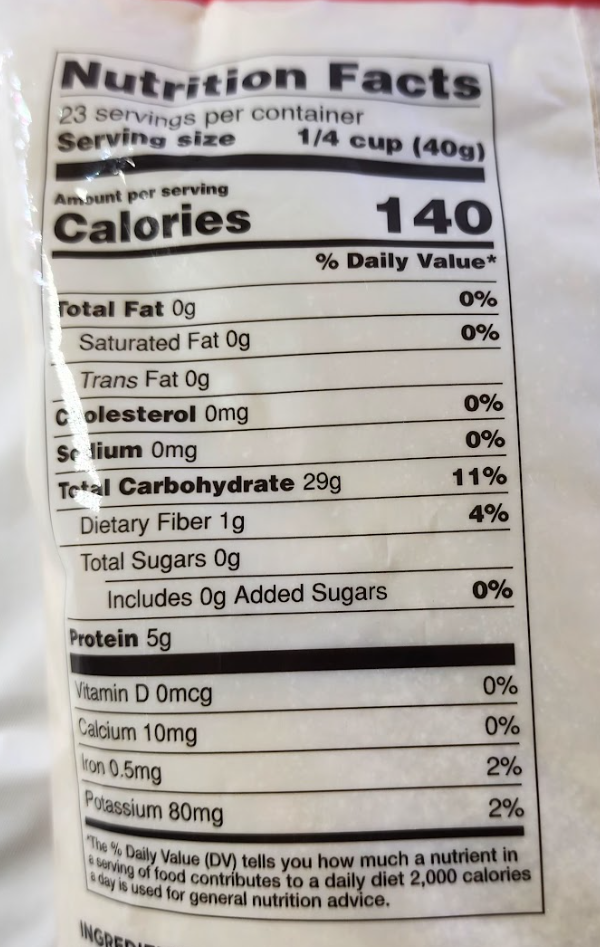 Nutrition Facts
23 servings per container
Serving size 1/4 cup (40g)
Amount per serving
Calories 140
% Daily Value*
Total Fat 0g 0%
Saturated Fat 0g 0%
Trans Fat 0g
Cholesterol 0mg 0%
Sodium 0mg 0%
Total Carbohydrate 29g 11%
Dietary Fiber 1g 4%
Total Sugars 0g
Includes 0g Added Sugars 0%
Protein 5g
Vitamin D 0mcg 0%
Calcium 10mg 0%
Iron 0.5mg 2%
Potassium 80mg 2%
*The % Daily Value (DV) tells you how much a nutrient in
a serving of food contributes to a daily diet 2,000 calories
a day is used for general nutrition advice.